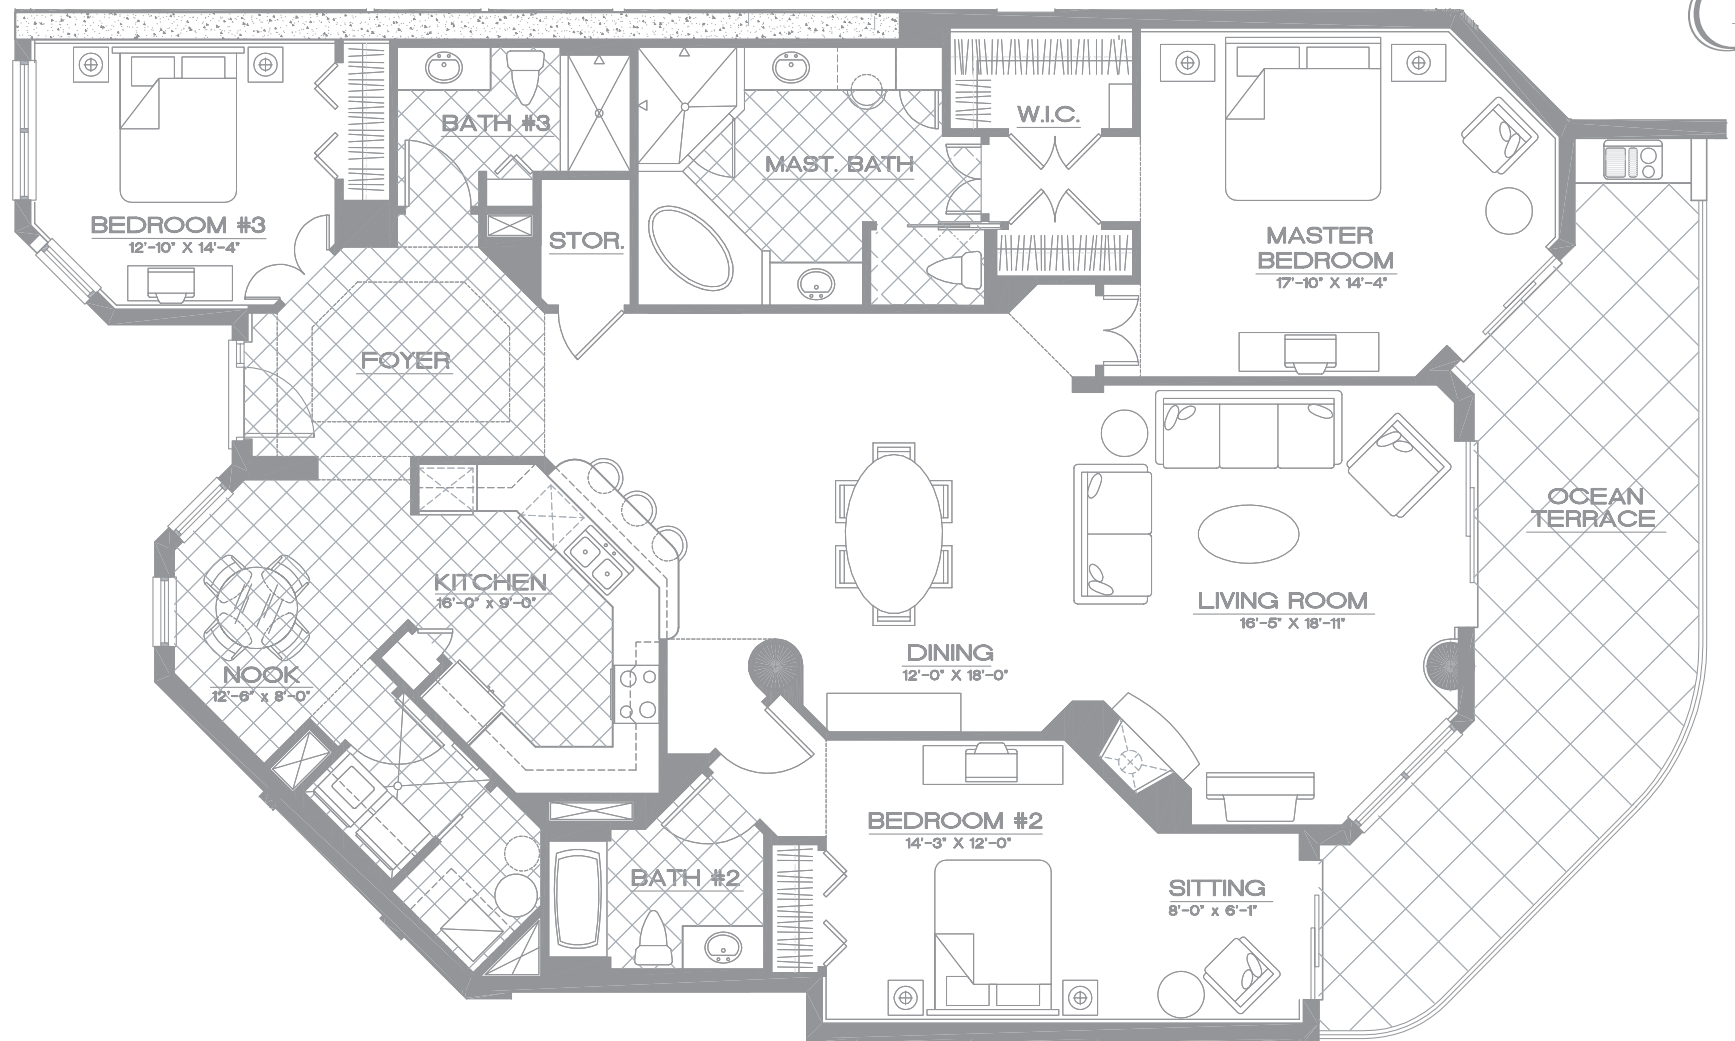 BATH #3
W.I.C.
MAST. BATH
BEDROOM #3
12'-10" X 14'-4"
STOR.
MASTER
BEDROOM
17'-10" X 14'-4"
FOYER
OCEAN
TERRACE
KITCHEN
16'-0" x 9'-0"
LIVING ROOM
16'-5" X 18'-11"
DINING
12'-0" X 18'-0"
NOOK
12'-6" x 8'-0"
BEDROOM #2
14'-3" X 12'-0"
BATH #2
SITTING
8'-0" x 6'-1"